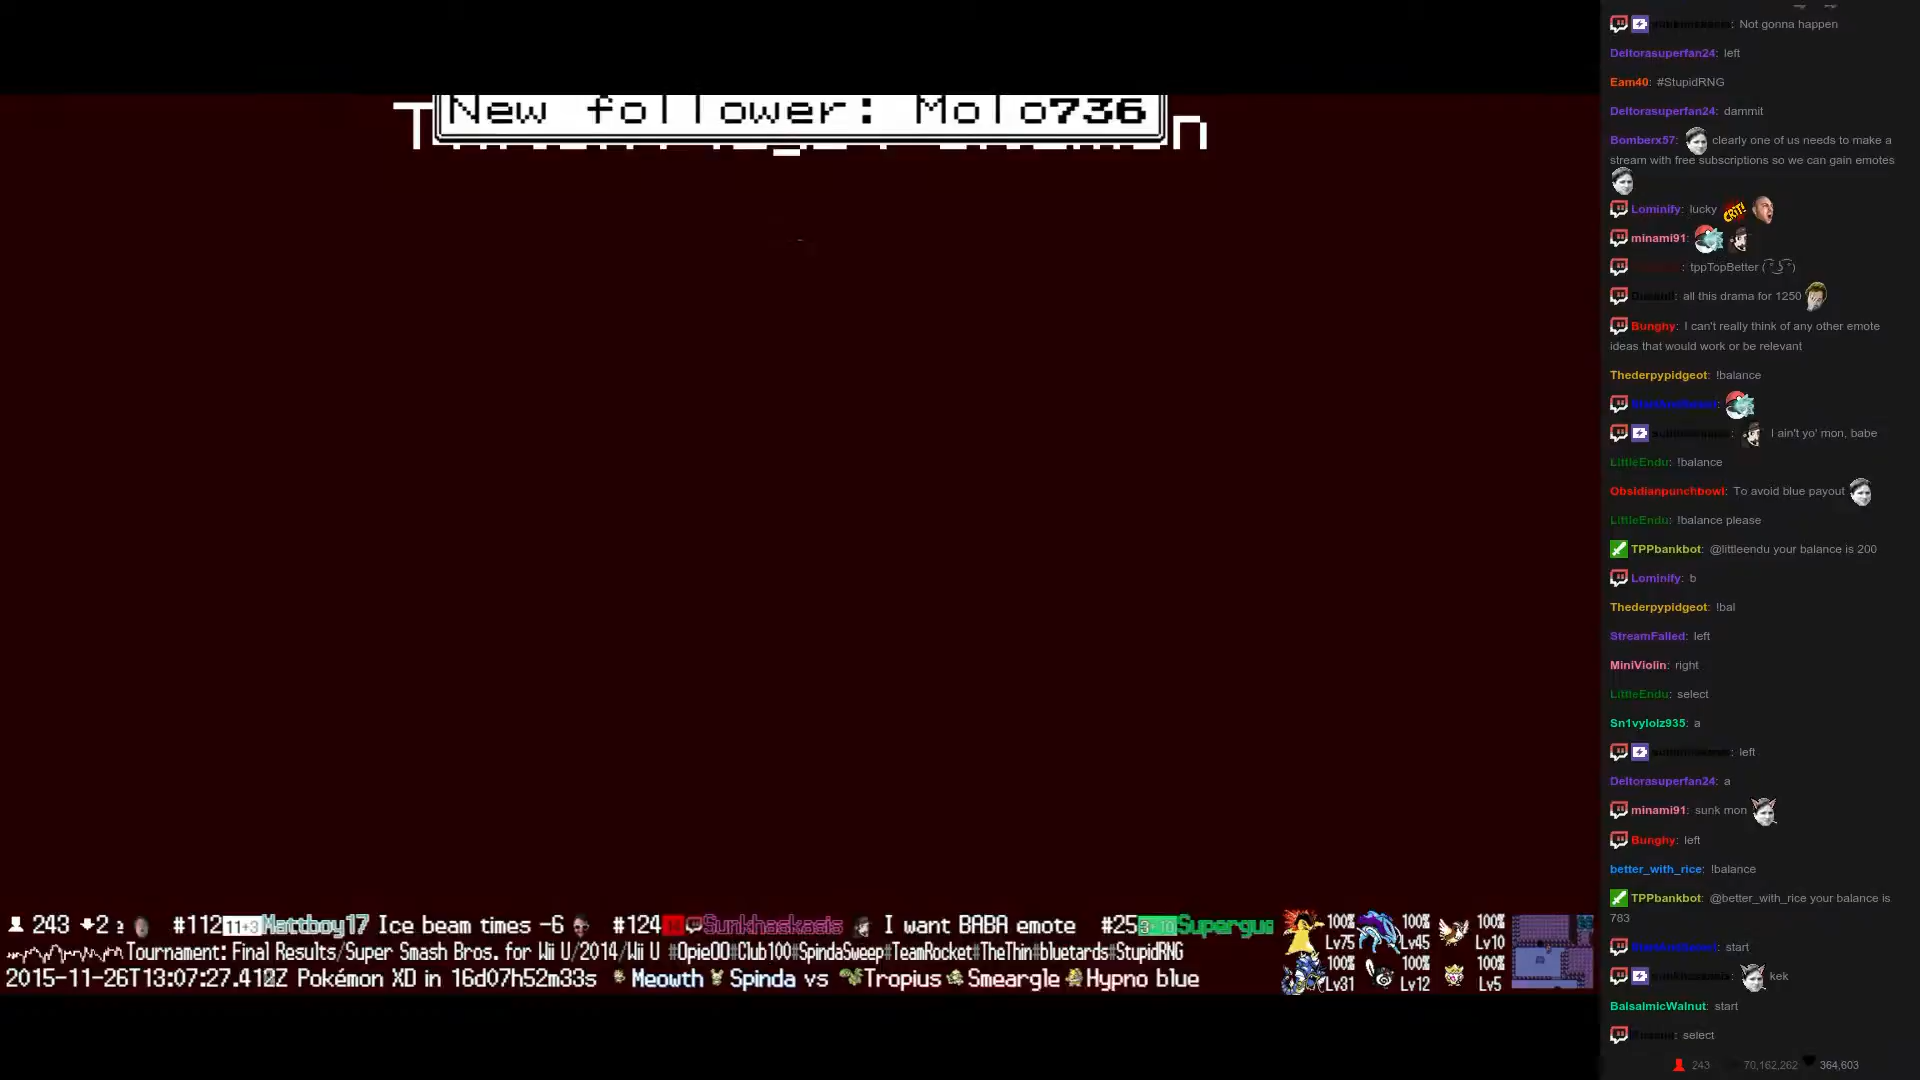 New follower: Molo736
243 2 #112 11+3 Mattboy17 Ice beam times -6 #124 Sunkhaskasis I want BABA emote #25 Supergu
Tournament: Final Results/Super Smash Bros. for Wii U/2014/Wii U #OpieOO#Club100#SpindaSweep#TeamRocket#TheThin#bluetards#StupidRNG
Pokémon XD in 16d07h52m33s Meowth Spinda vs Tropius Smeargle Hypno blue
100% 100% 100%
Lv75 Lv45 Lv10
100% 100% 100%
Lv31 Lv12 Lv5
: Not gonna happen
Deltorasuperfan24: left
Eam40: #StupidRNG
Deltorasuperfan24: dammit
Bomberx57: clearly one of us needs to make a
stream with free subscriptions so we can gain emotes
Lominify: lucky CRIT!
minami91:
: tppTopBetter
: all this drama for 1250
Bunghy: I can't really think of any other emote
ideas that would work or be relevant
Thederpypidgeot: !balance
: I ain't yo' mon, babe
LittleEndu: !balance
Obsidianpunchbowl: To avoid blue payout
LittleEndu: !balance please
TPPbankbot: @littleendu your balance is 200
Lominify: b
Thederpypidgeot: !bal
StreamFailed: left
MiniViolin: right
LittleEndu: select
Sn1vylolz935: a
: left
Deltorasuperfan24: a
minami91: sunk mon
Bunghy: left
better_with_rice: !balance
TPPbankbot: @better_with_rice your balance is
783
: start
: kek
BalsalmicWalnut: start
: select
243 70,162,262 364,603